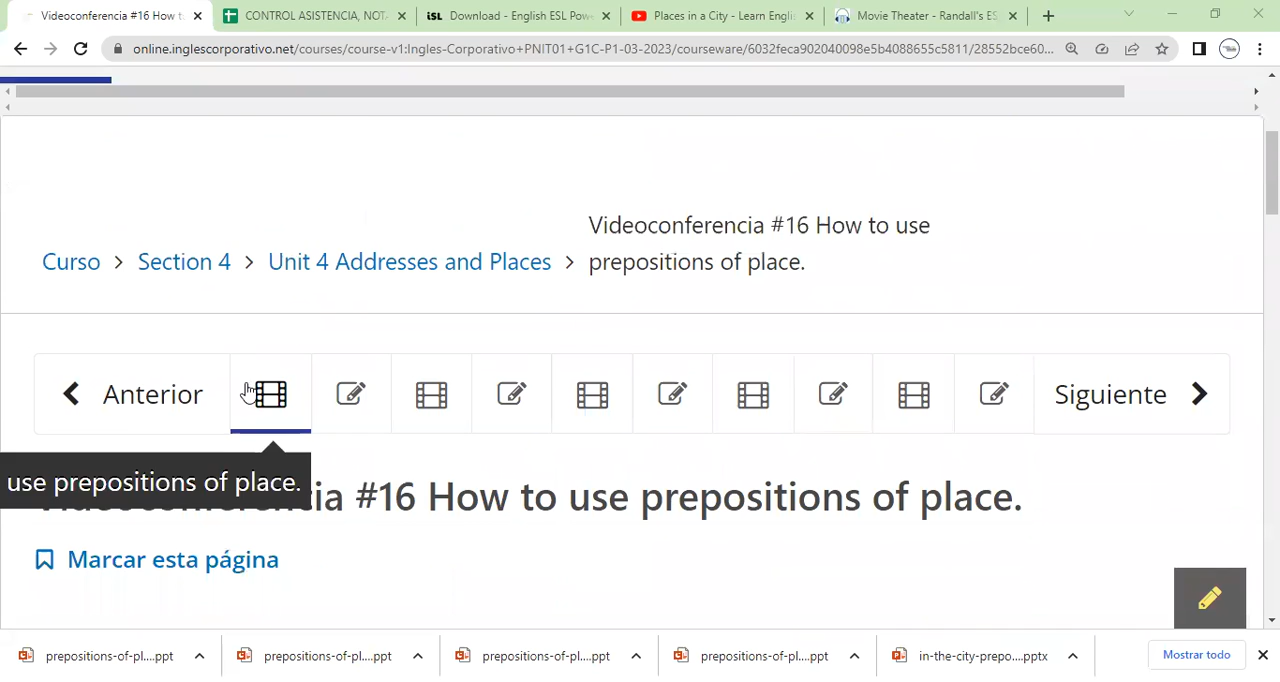 Videoconferencia #16 How to
CONTROL ASISTENCIA, NOT
iSL Download - English ESL Pow
Places in a City - Learn Engli
Movie Theater - Randall's ES
online.inglescorporativo.net/courses/course-v1:Ingles-Corporativo+PNIT01+G1C-P1-03-2023/courseware/6032feca902040098e5b4088655c5811/28552bce60...
Curso > Section 4 > Unit 4 Addresses and Places > Videoconferencia #16 How to use
prepositions of place.
Anterior
Siguiente
use prepositions of place.
#16 How to use prepositions of place.
Marcar esta página
prepositions-of-pl....ppt
prepositions-of-pl....ppt
prepositions-of-pl....ppt
prepositions-of-pl....ppt
in-the-city-prepo....pptx
Mostrar todo